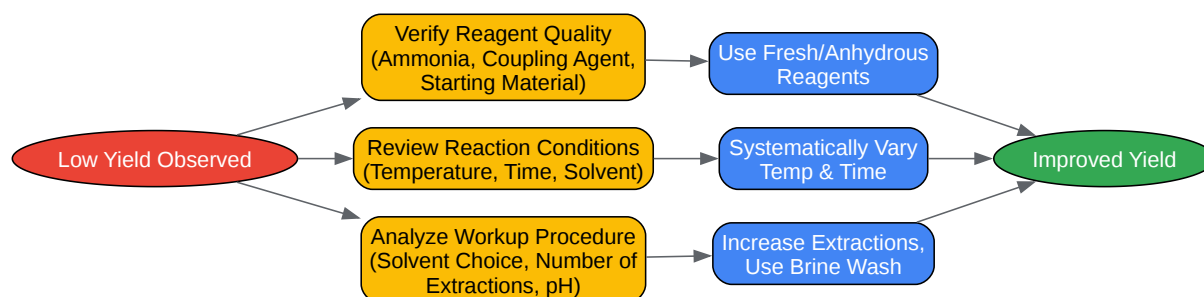 Low Yield Observed
Verify Reagent Quality
(Ammonia, Coupling Agent,
Starting Material)
Use Fresh/Anhydrous
Reagents
Review Reaction Conditions
(Temperature, Time, Solvent)
Systematically Vary
Temp & Time
Analyze Workup Procedure
(Solvent Choice, Number of
Extractions, pH)
Increase Extractions,
Use Brine Wash
Improved Yield